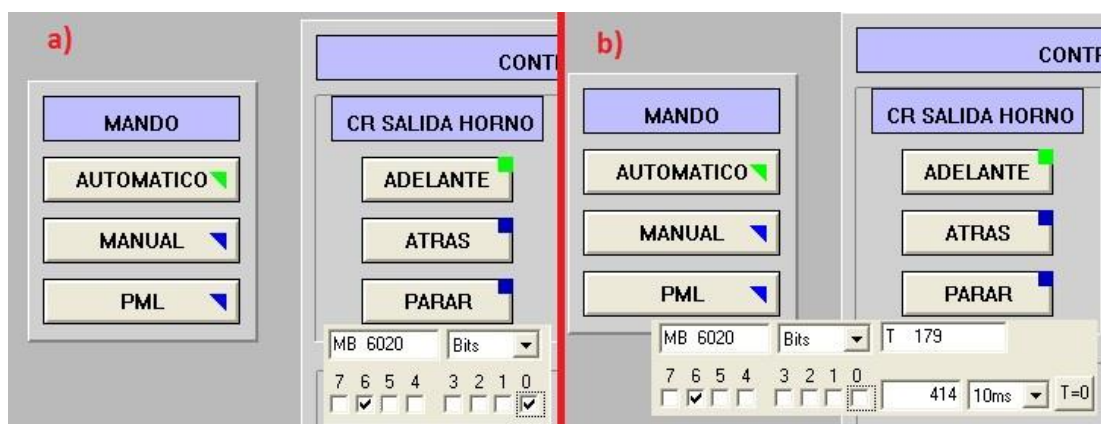 a)
CONT
MANDO
CR SALIDA HORNO
AUTOMATICO
ADELANTE
MANUAL
ATRAS
PML
PARAR
MB 6020 Bits
7 6 5 4 3 2 1 0
b)
CONTR
MANDO
CR SALIDA HORNO
AUTOMATICO
ADELANTE
MANUAL
ATRAS
PML
PARAR
MB 6020 Bits T 179
7 6 5 4 3 2 1 0
414 10ms T=0